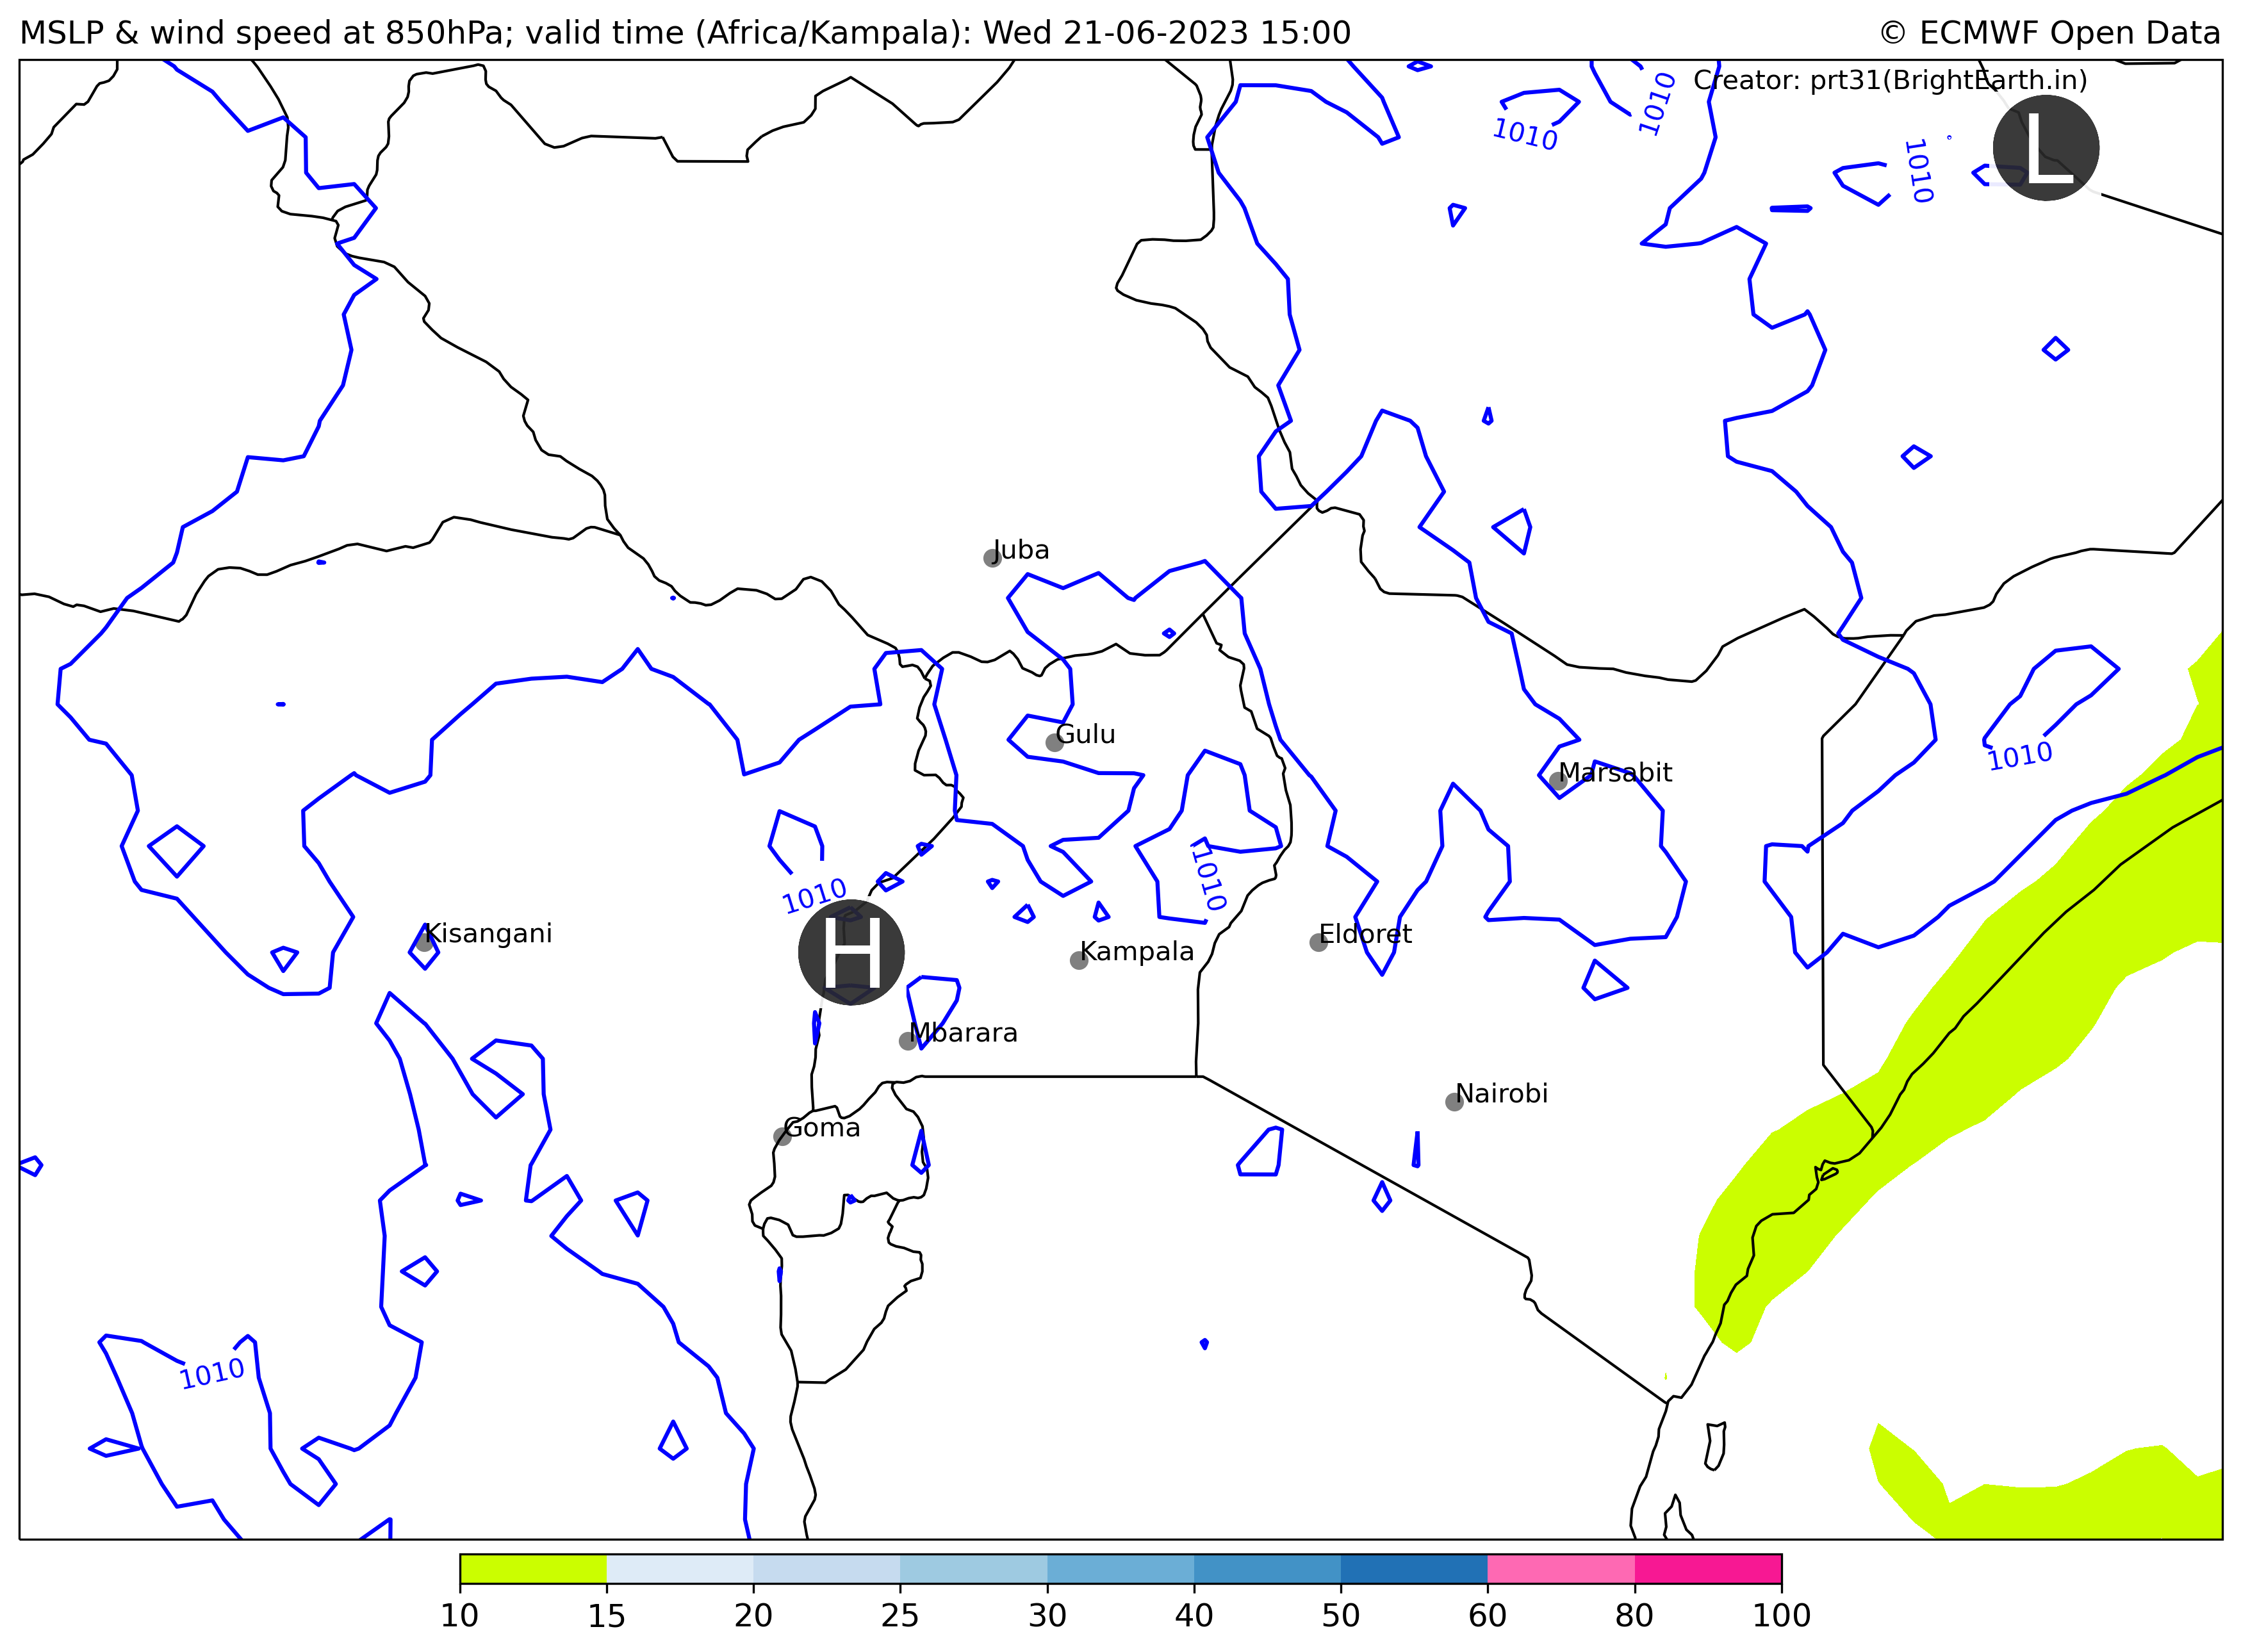 MSLP & wind speed at 850hPa; valid time (Africa/Kampala): Wed 21-06-2023 15:00
© ECMWF Open Data
Creator: prt31(BrightEarth.in)
1010
1010
1010
L
Juba
Gulu
1010
Marsabit
1010
1010
Kisangani
H
Kampala
Eldoret
Mbarara
Nairobi
Goma
1010
10 15 20 25 30 40 50 60 80 100